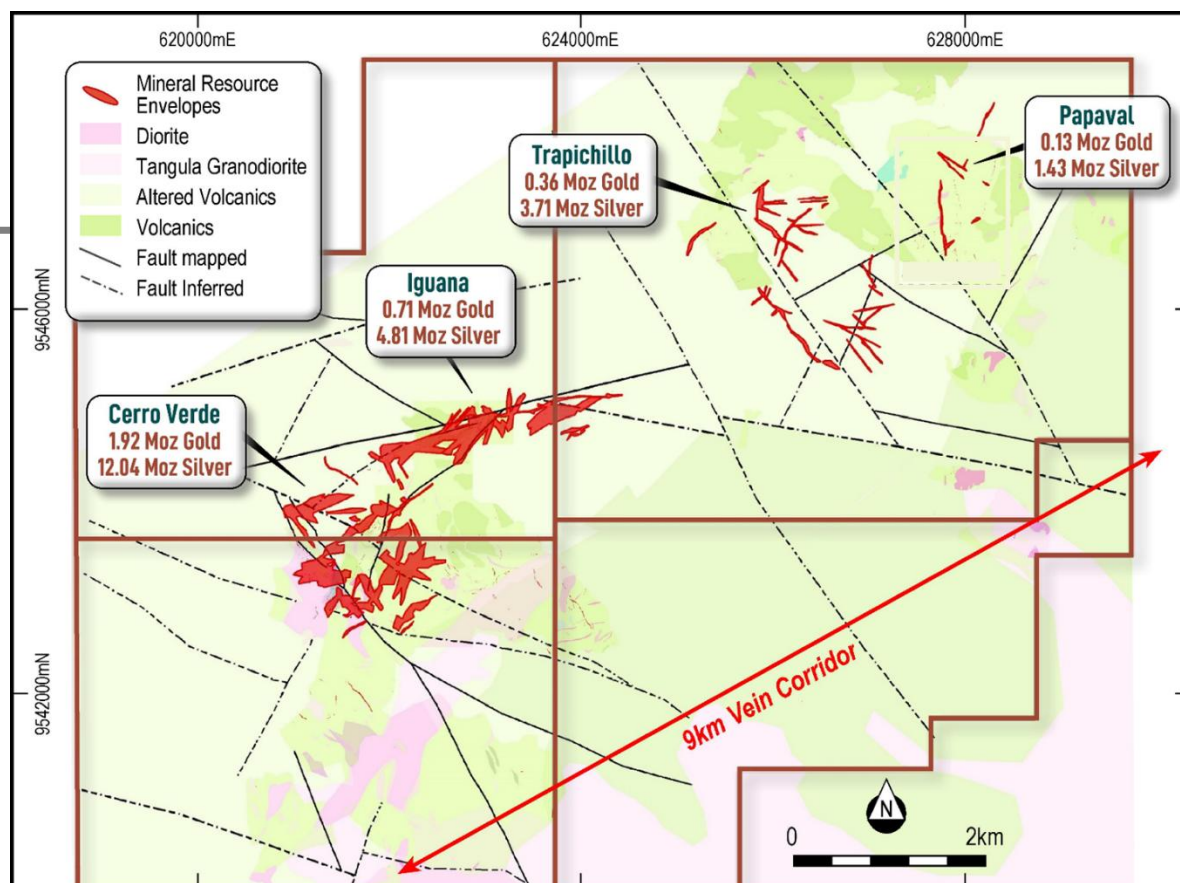 620000mE
624000mE
628000mE
Mineral Resource
Envelopes
Diorite
Tangula Granodiorite
Altered Volcanics
Volcanics
Fault mapped
Fault Inferred
Papaval
0.13 Moz Gold
1.43 Moz Silver
Trapichillo
0.36 Moz Gold
3.71 Moz Silver
Iguana
0.71 Moz Gold
4.81 Moz Silver
9546000mN
Cerro Verde
1.92 Moz Gold
12.04 Moz Silver
9542000mN
9km Vein Corridor
N
0
2km